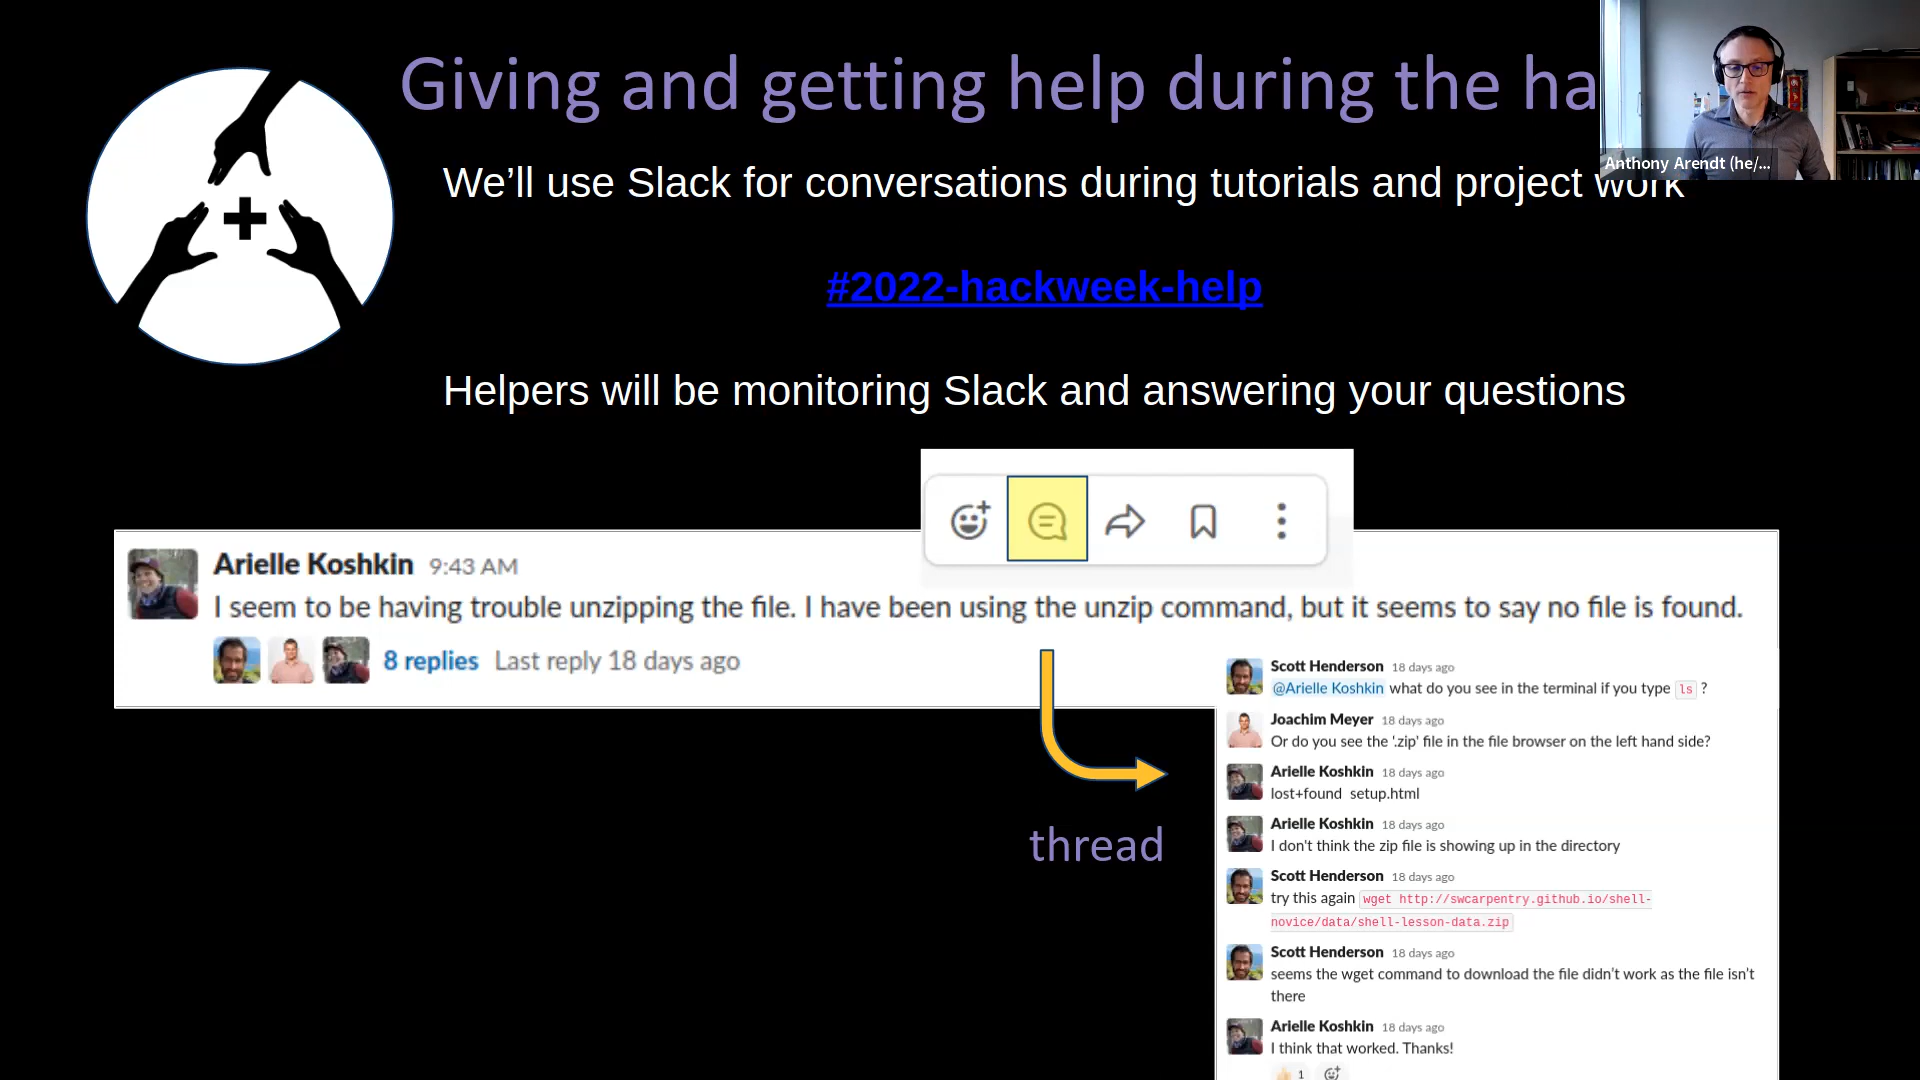 Giving and getting help during the ha
Anthony Arendt (he/...
We’ll use Slack for conversations during tutorials and project work
#2022-hackweek-help
Helpers will be monitoring Slack and answering your questions
Arielle Koshkin 9:43 AM
I seem to be having trouble unzipping the file. I have been using the unzip command, but it seems to say no file is found.
8 replies Last reply 18 days ago
thread
Scott Henderson 18 days ago
@Arielle Koshkin what do you see in the terminal if you type ls ?
Joachim Meyer 18 days ago
Or do you see the '.zip' file in the file browser on the left hand side?
Arielle Koshkin 18 days ago
lost+found setup.html
Arielle Koshkin 18 days ago
I don't think the zip file is showing up in the directory
Scott Henderson 18 days ago
try this again wget http://swcarpentry.github.io/shell-
novice/data/shell-lesson-data.zip
Scott Henderson 18 days ago
seems the wget command to download the file didn't work as the file isn't
there
Arielle Koshkin 18 days ago
I think that worked. Thanks!
1